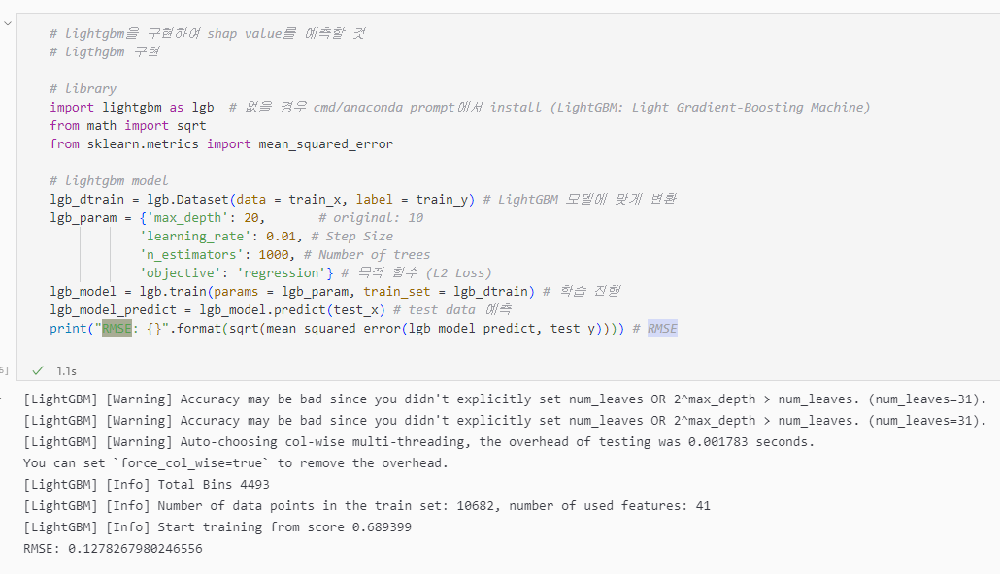 # lightgbm을 구현하여 shap value를 예측할 것
# ligthgbm 구현
# library
import lightgbm as lgb  # 없을 경우 cmd/anaconda prompt에서 install (LightGBM: Light Gradient-Boosting Machine)
from math import sqrt
from sklearn.metrics import mean_squared_error
# lightgbm model
lgb_dtrain = lgb.Dataset(data = train_x, label = train_y) # LightGBM 모델에 맞게 변환
lgb_param = {'max_depth': 20,       # original: 10
'learning_rate': 0.01, # Step Size
'n_estimators': 1000, # Number of trees
'objective': 'regression'} # 목적 함수 (L2 Loss)
lgb_model = lgb.train(params = lgb_param, train_set = lgb_dtrain) # 학습 진행
lgb_model_predict = lgb_model.predict(test_x) # test data 예측
print("RMSE: {}".format(sqrt(mean_squared_error(lgb_model_predict, test_y)))) # RMSE
1.1s
[LightGBM] [Warning] Accuracy may be bad since you didn't explicitly set num_leaves OR 2^max_depth > num_leaves. (num_leaves=31).
[LightGBM] [Warning] Accuracy may be bad since you didn't explicitly set num_leaves OR 2^max_depth > num_leaves. (num_leaves=31).
[LightGBM] [Warning] Auto-choosing col-wise multi-threading, the overhead of testing was 0.001783 seconds.
You can set `force_col_wise=true` to remove the overhead.
[LightGBM] [Info] Total Bins 4493
[LightGBM] [Info] Number of data points in the train set: 10682, number of used features: 41
[LightGBM] [Info] Start training from score 0.689399
RMSE: 0.1278267980246556